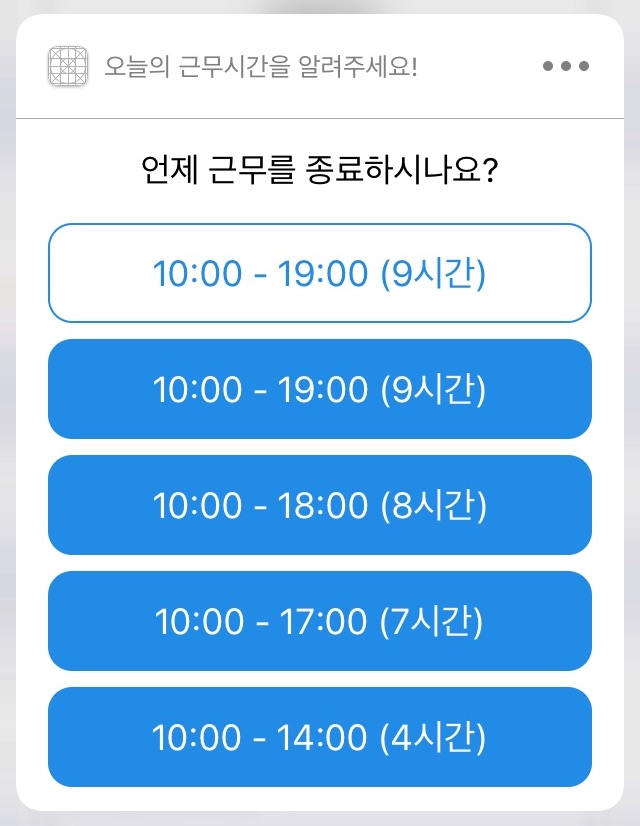 오늘의 근무시간을 알려주세요!
언제 근무를 종료하시나요?
10:00 - 19:00 (9시간)
10:00 - 19:00 (9시간)
10:00 - 18:00 (8시간)
10:00 - 17:00 (7시간)
10:00 - 14:00 (4시간)